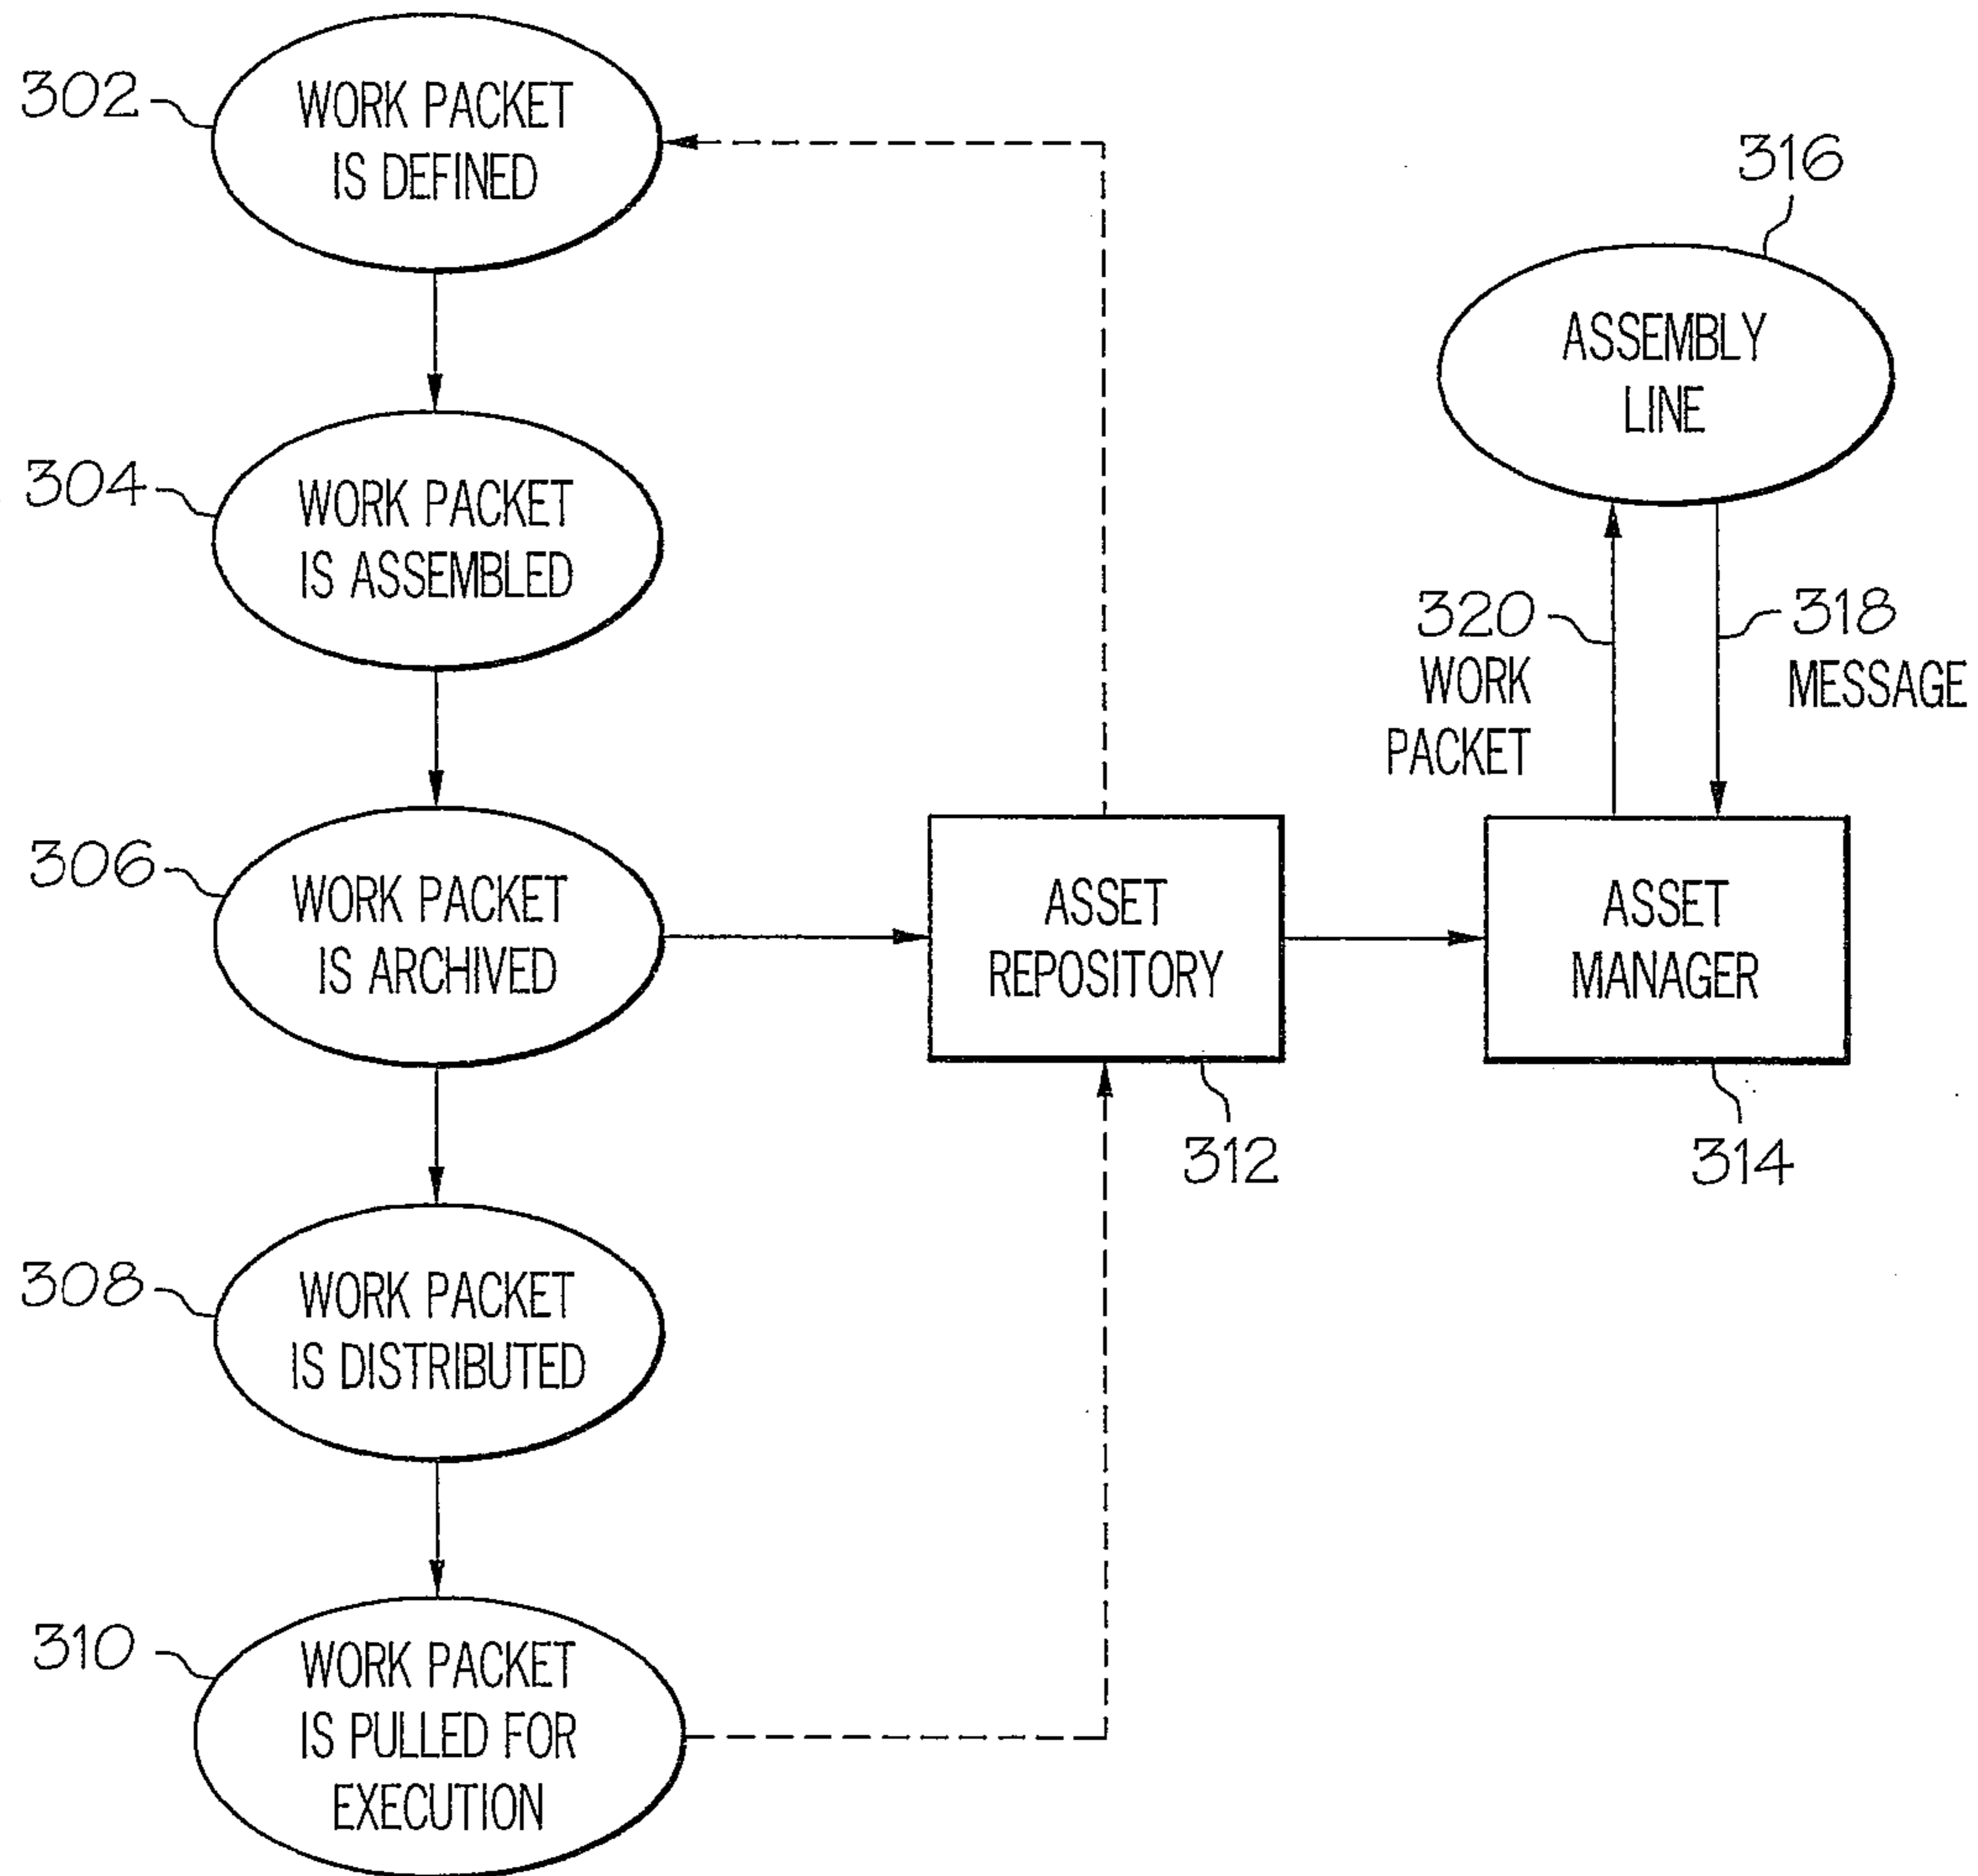 302
WORK PACKET
IS DEFINED
304
WORK PACKET
IS ASSEMBLED
306
WORK PACKET
IS ARCHIVED
308
WORK PACKET
IS DISTRIBUTED
310
WORK PACKET
IS PULLED FOR
EXECUTION
ASSET
REPOSITORY
312
316
ASSEMBLY
LINE
320
WORK
PACKET
318
MESSAGE
ASSET
MANAGER
314